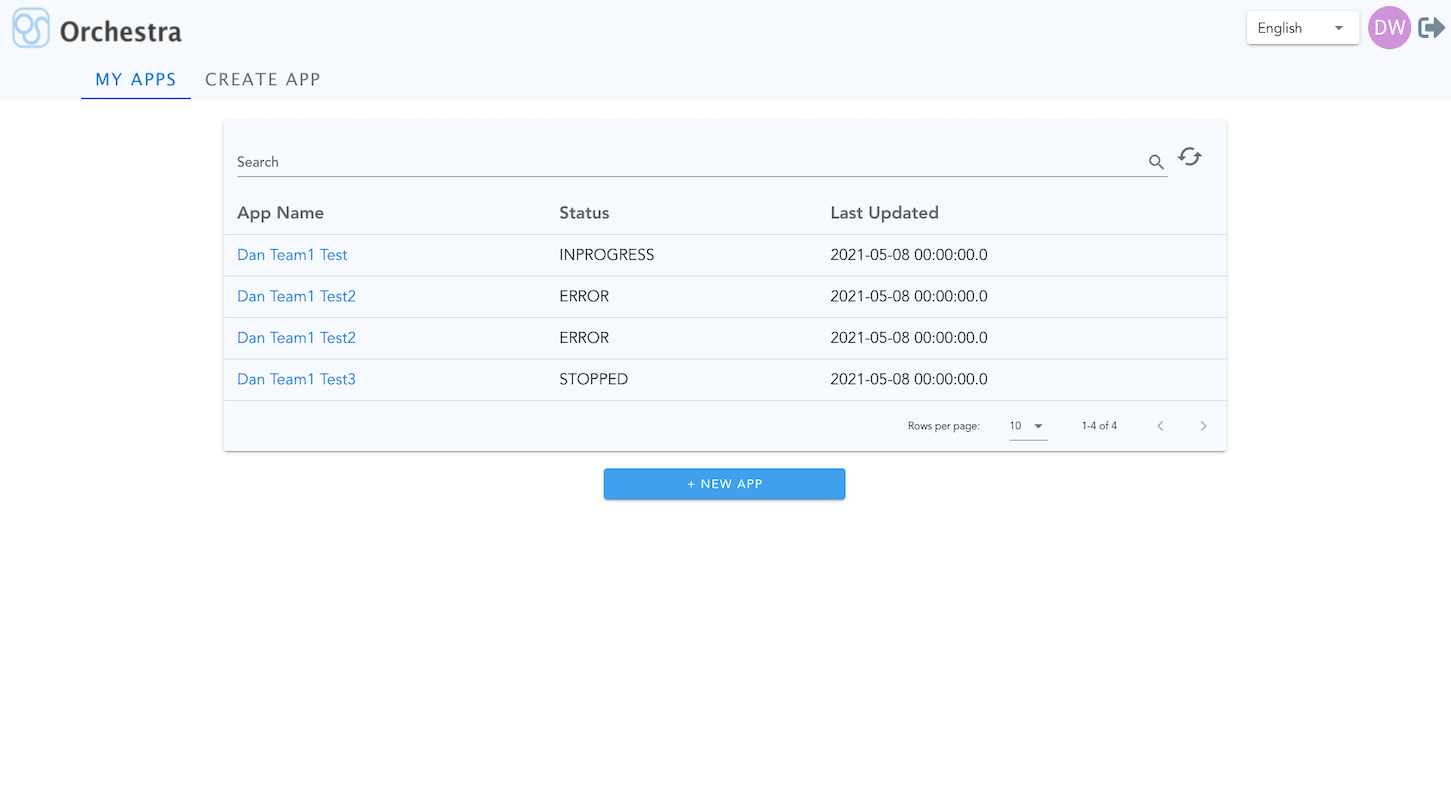 Orchestra
English
DW
MY APPS CREATE APP
Search
App Name Status Last Updated
Dan Team1 Test INPROGRESS 2021-05-08 00:00:00.0
Dan Team1 Test2 ERROR 2021-05-08 00:00:00.0
Dan Team1 Test2 ERROR 2021-05-08 00:00:00.0
Dan Team1 Test3 STOPPED 2021-05-08 00:00:00.0
Rows per page: 10 1-4 of 4
+ NEW APP